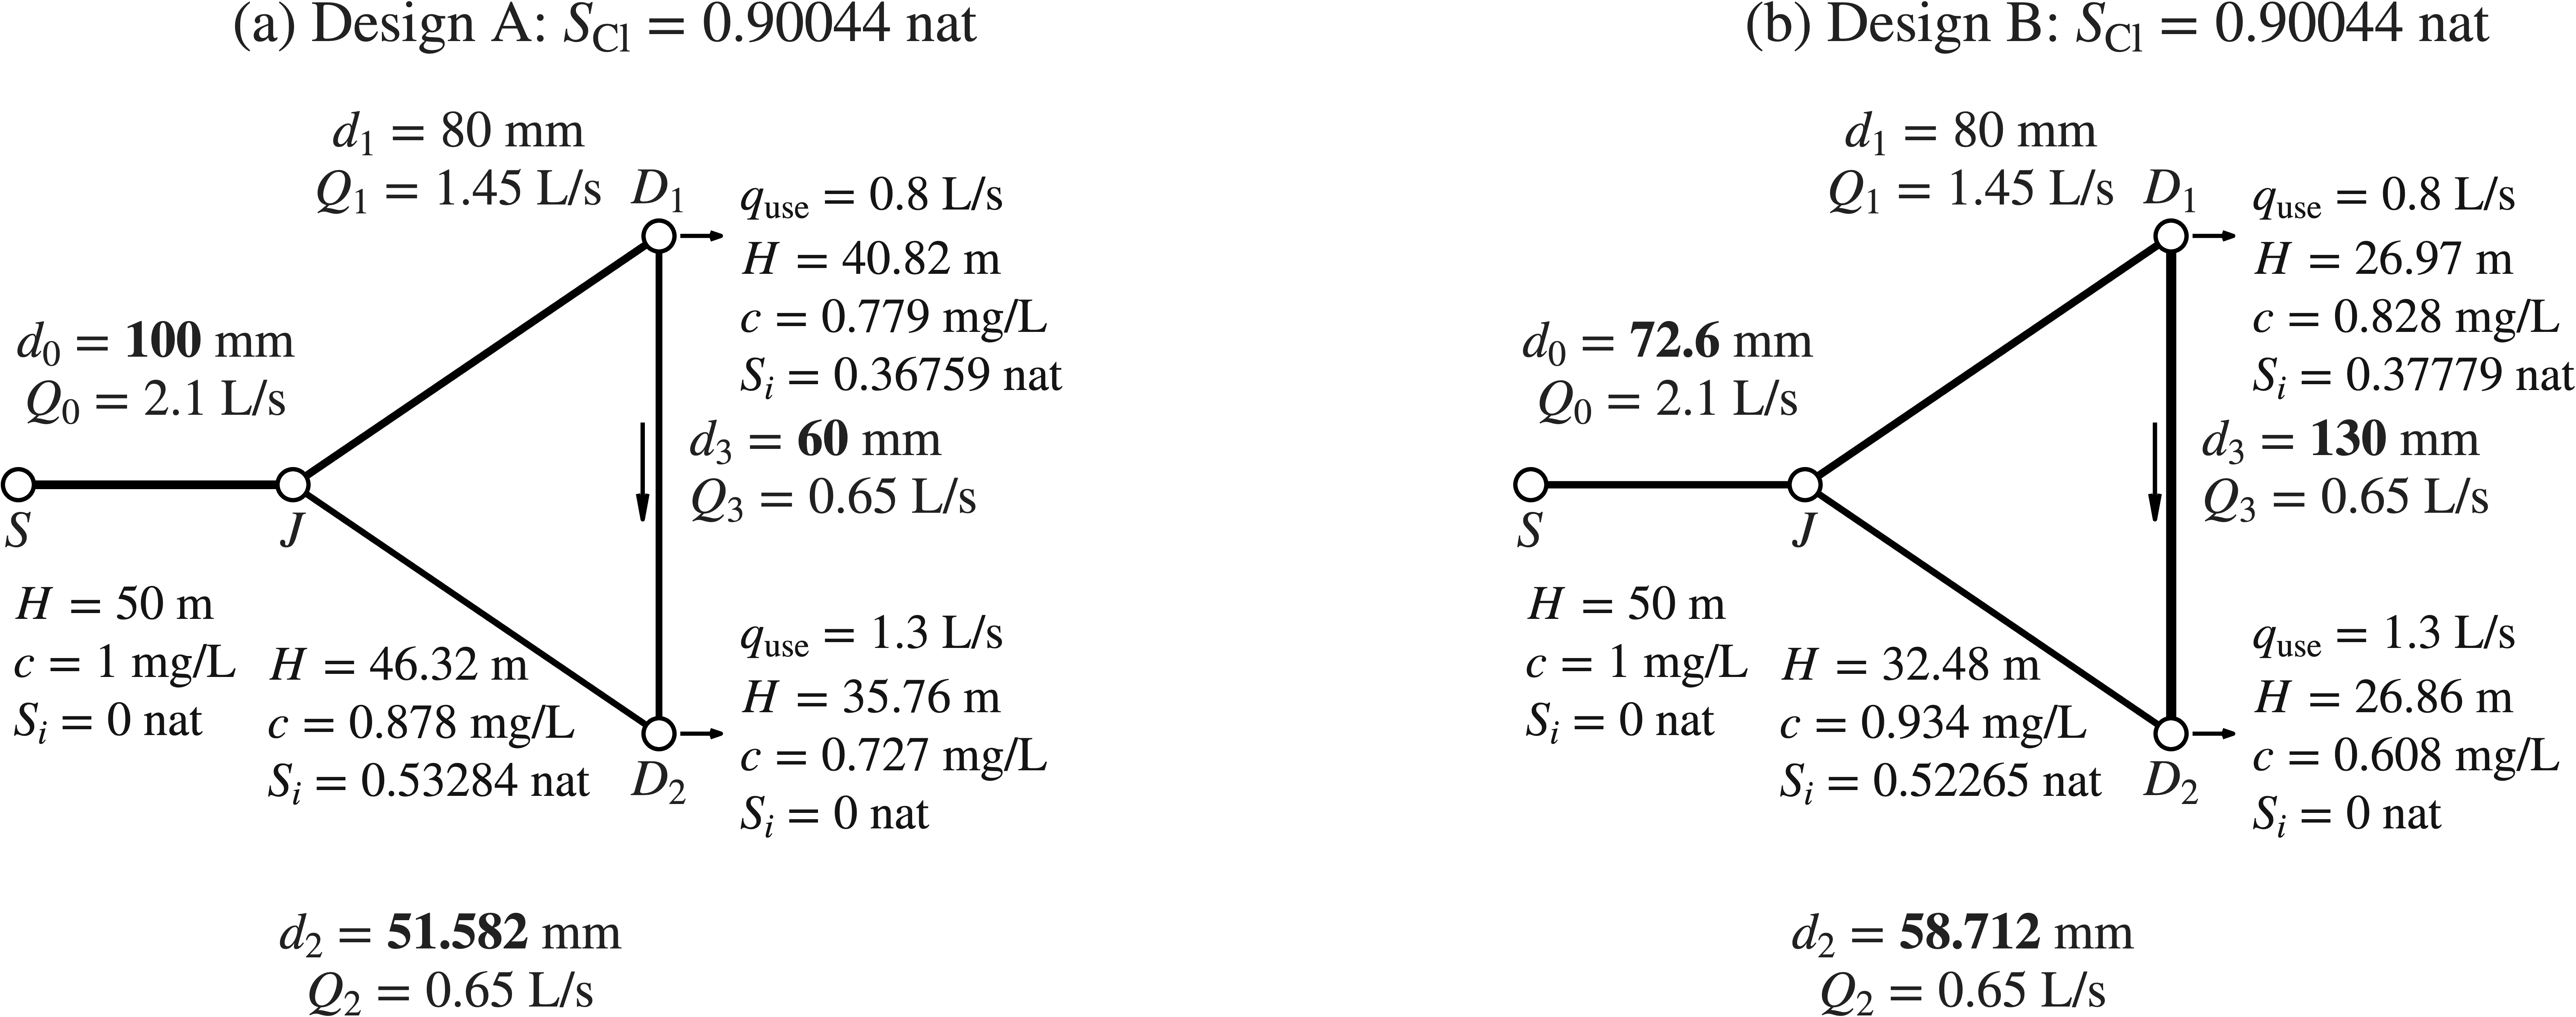 (a) Design A: S_Cl = 0.90044 nat
d_1 = 80 mm
Q_1 = 1.45 L/s
D_1
q_use = 0.8 L/s
H = 40.82 m
c = 0.779 mg/L
S_i = 0.36759 nat
d_0 = 100 mm
Q_0 = 2.1 L/s
d_3 = 60 mm
Q_3 = 0.65 L/s
S
J
H = 50 m
c = 1 mg/L
S_i = 0 nat
H = 46.32 m
c = 0.878 mg/L
S_i = 0.53284 nat
D_2
q_use = 1.3 L/s
H = 35.76 m
c = 0.727 mg/L
S_i = 0 nat
d_2 = 51.582 mm
Q_2 = 0.65 L/s
(b) Design B: S_Cl = 0.90044 nat
d_1 = 80 mm
Q_1 = 1.45 L/s
D_1
q_use = 0.8 L/s
H = 26.97 m
c = 0.828 mg/L
S_i = 0.37779 nat
d_0 = 72.6 mm
Q_0 = 2.1 L/s
d_3 = 130 mm
Q_3 = 0.65 L/s
S
J
H = 50 m
c = 1 mg/L
S_i = 0 nat
H = 32.48 m
c = 0.934 mg/L
S_i = 0.52265 nat
D_2
q_use = 1.3 L/s
H = 26.86 m
c = 0.608 mg/L
S_i = 0 nat
d_2 = 58.712 mm
Q_2 = 0.65 L/s